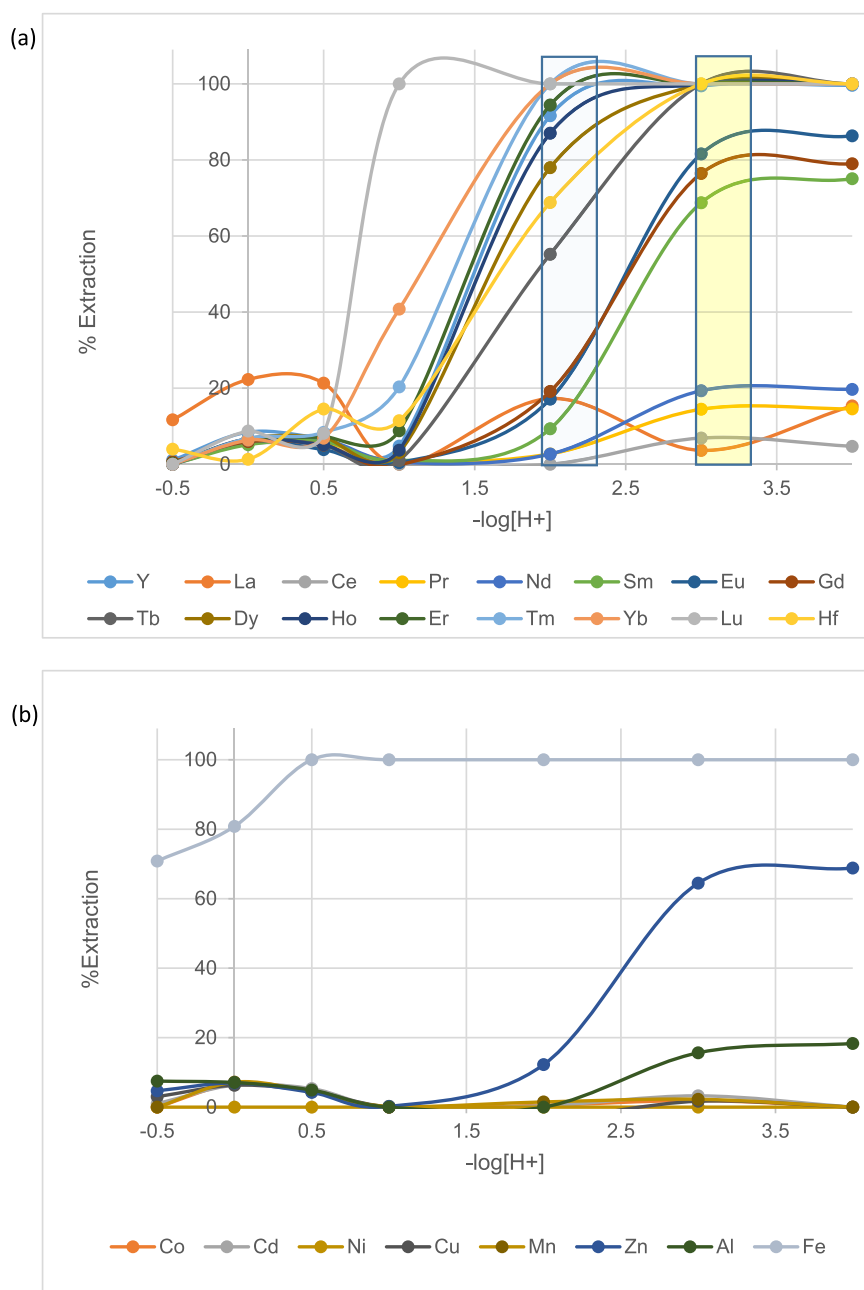 (a)
100
80
60
40
20
0
% Extraction
-0.5 0.5 1.5 2.5 3.5
-log[H+]
Y La Ce Pr Nd Sm Eu Gd
Tb Dy Ho Er Tm Yb Lu Hf
(b)
100
80
60
40
20
0
%Extraction
-0.5 0.5 1.5 2.5 3.5
-log[H+]
Co Cd Ni Cu Mn Zn Al Fe